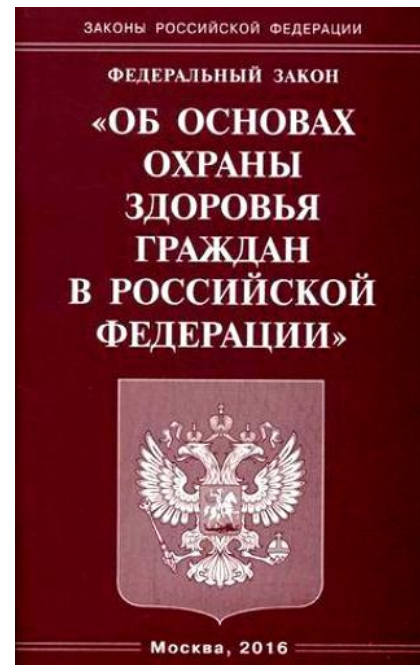 ЗАКОНЫ РОССИЙСКОЙ ФЕДЕРАЦИИ
ФЕДЕРАЛЬНЫЙ ЗАКОН
«ОБ ОСНОВАХ
ОХРАНЫ
ЗДОРОВЬЯ
ГРАЖДАН
В РОССИЙСКОЙ
ФЕДЕРАЦИИ»
Москва, 2016